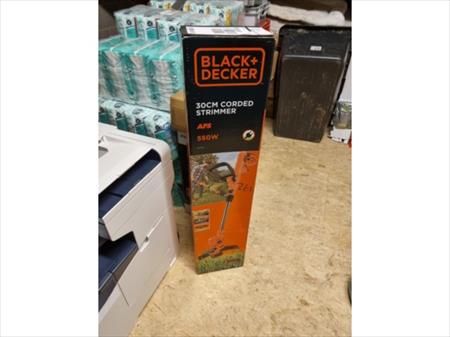 BLACK+
DECKER
30CM CORDED
STRIMMER
AFS
550W